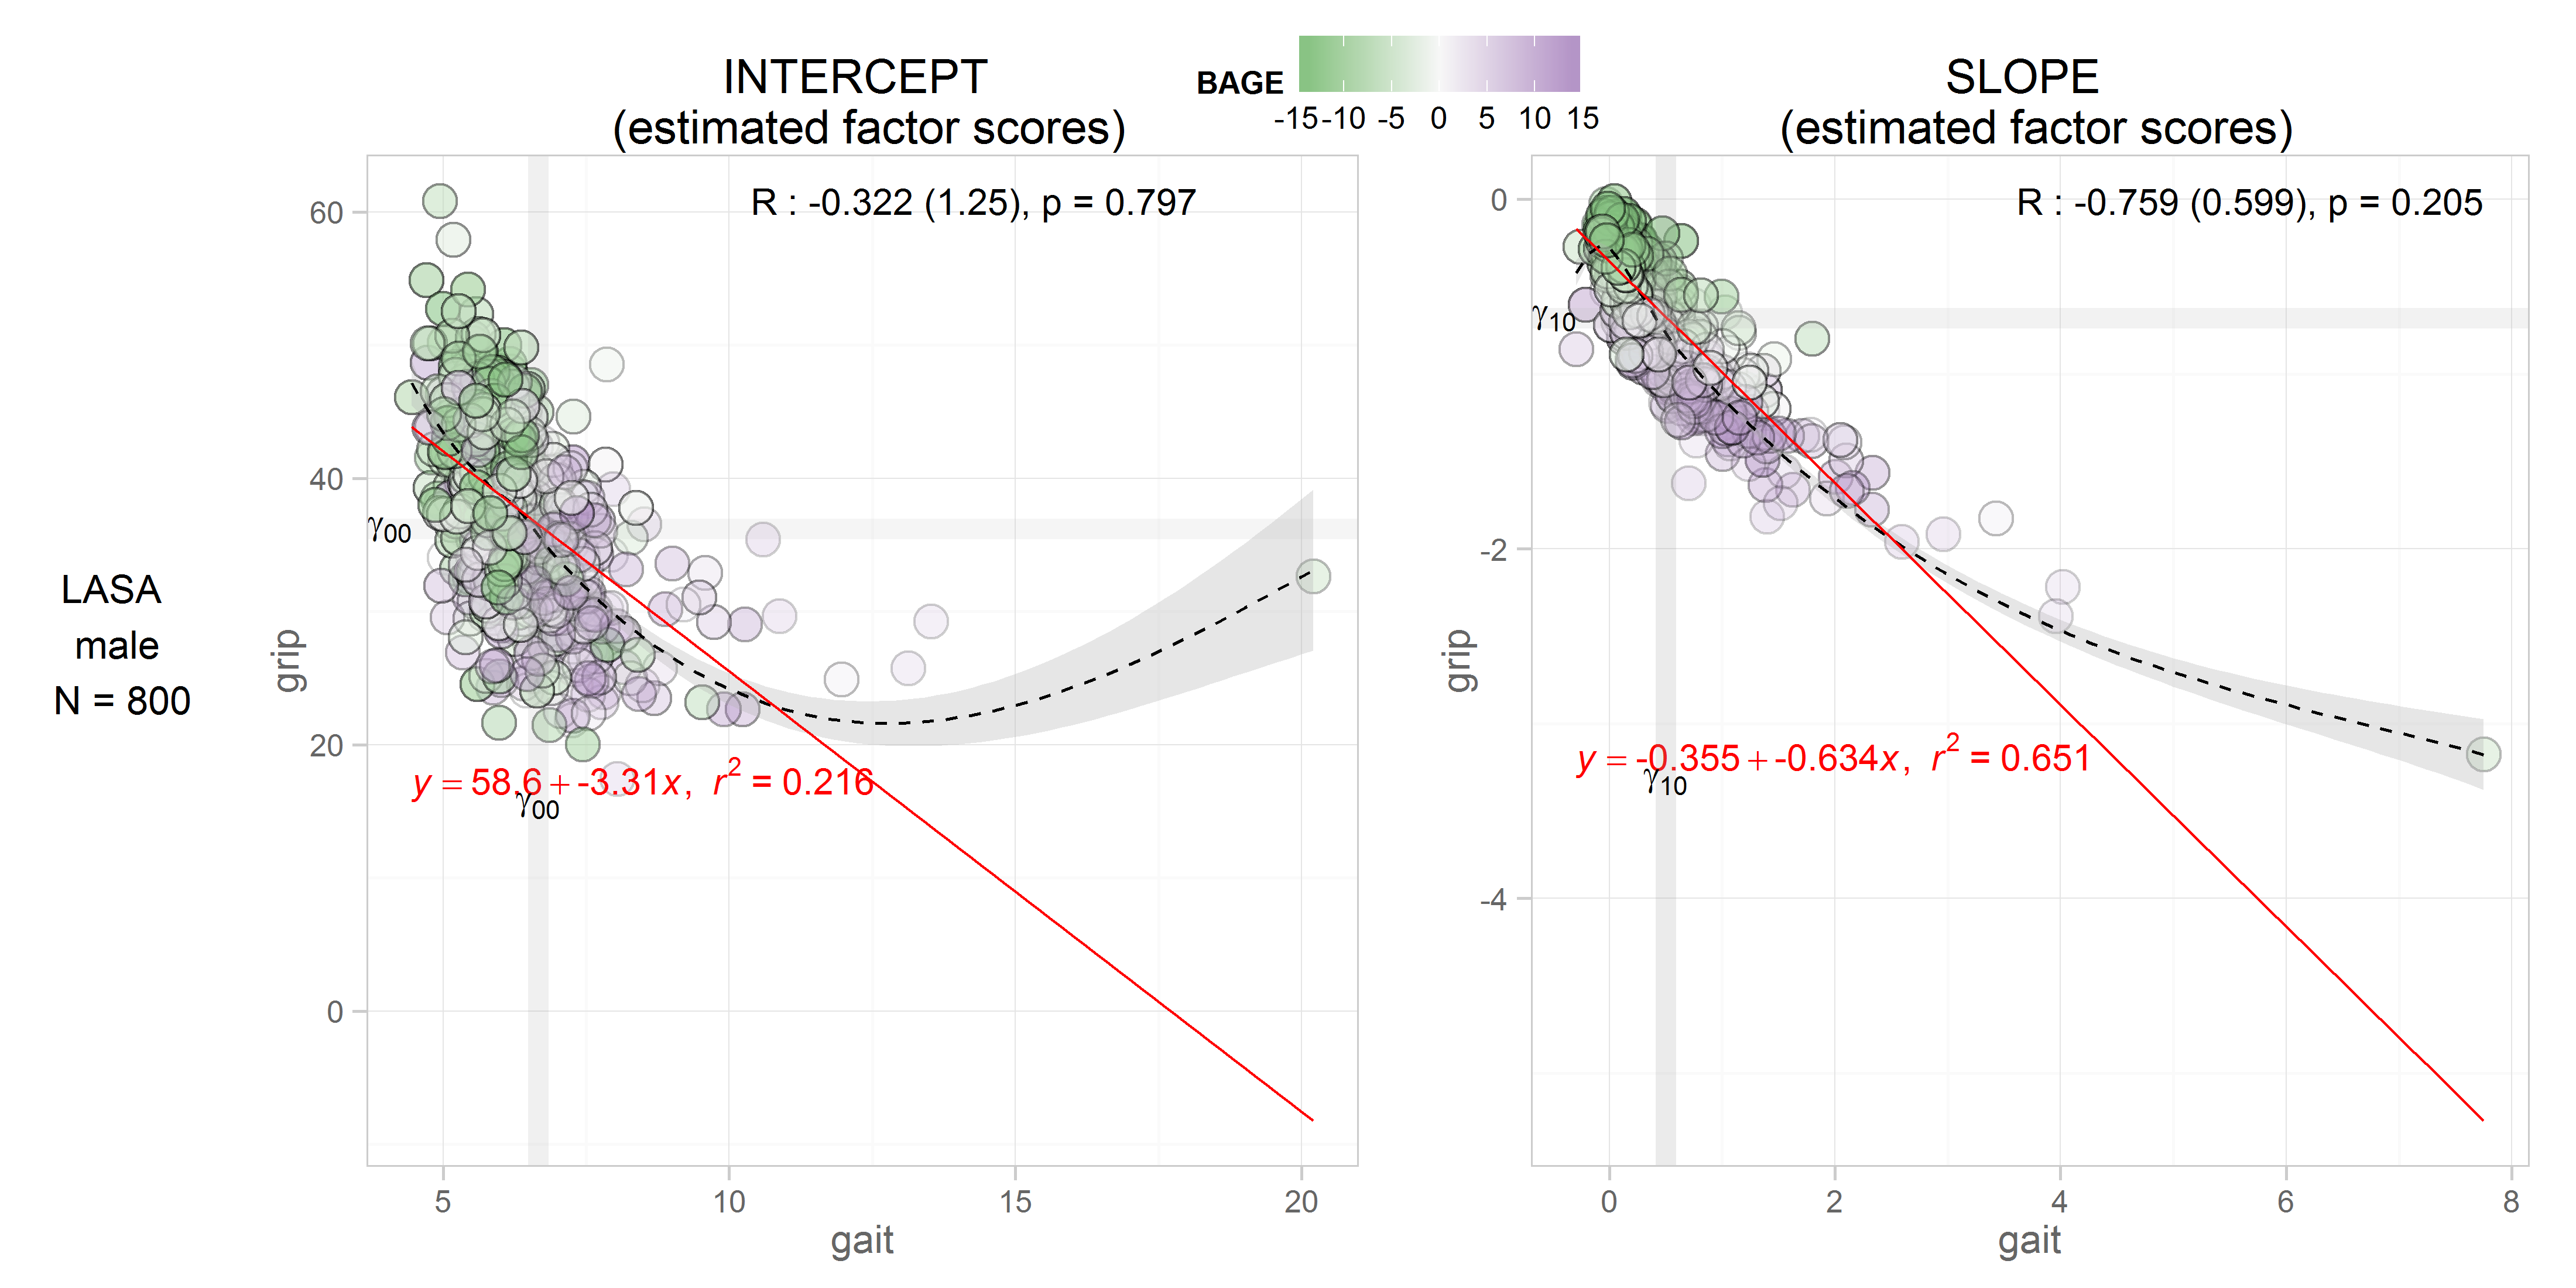 INTERCEPT
(estimated factor scores)
BAGE
-15 -10 -5 0 5 10 15
SLOPE
(estimated factor scores)
LASA
male
N = 800
R : -0.322 (1.25), p = 0.797
60
40
20
0
grip
γ00
y = 58.6 + -3.31x, r² = 0.216
γ00
5 10 15 20
gait
R : -0.759 (0.599), p = 0.205
0
-2
-4
grip
γ10
y = -0.355 + -0.634x, r² = 0.651
γ10
0 2 4 6 8
gait